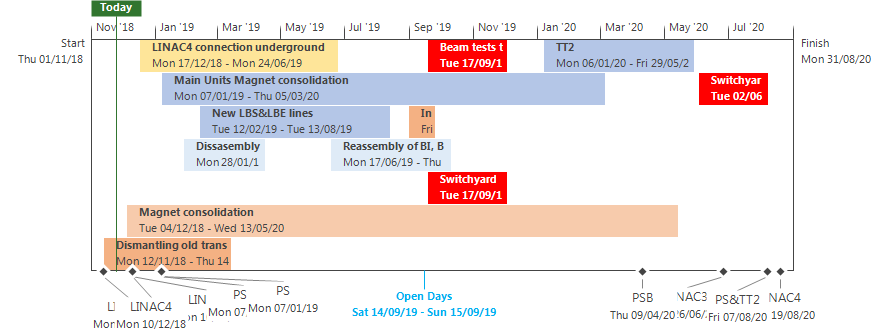 Today
Nov '18 Jan '19 Mar '19 May '19 Jul '19 Sep '19 Nov '19 Jan '20 Mar '20 May '20 Jul '20
Start
Thu 01/11/18
Finish
Mon 31/08/20
LINAC4 connection underground
Mon 17/12/18 - Mon 24/06/19
Beam tests t
Tue 17/09/1
TT2
Mon 06/01/20 - Fri 29/05/2
Main Units Magnet consolidation
Mon 07/01/19 - Thu 05/03/20
Switchyar
Tue 02/06
New LBS&LBE lines
Tue 12/02/19 - Tue 13/08/19
In
Fri
Dissasembly
Mon 28/01/1
Reassembly of BI, B
Mon 17/06/19 - Thu
Switchyard
Tue 17/09/1
Magnet consolidation
Tue 04/12/18 - Wed 13/05/20
Dismantling old trans
Mon 12/11/18 - Thu 14
LI
Mon
LINAC4
Mon 10/12/18
LIN
PS
Mon 07
PS
Mon 07/01/19
Open Days
Sat 14/09/19 - Sun 15/09/19
PSB
Thu 09/04/20
NAC3
26/06/
PS&TT2
Fri 07/08/20
NAC4
19/08/20